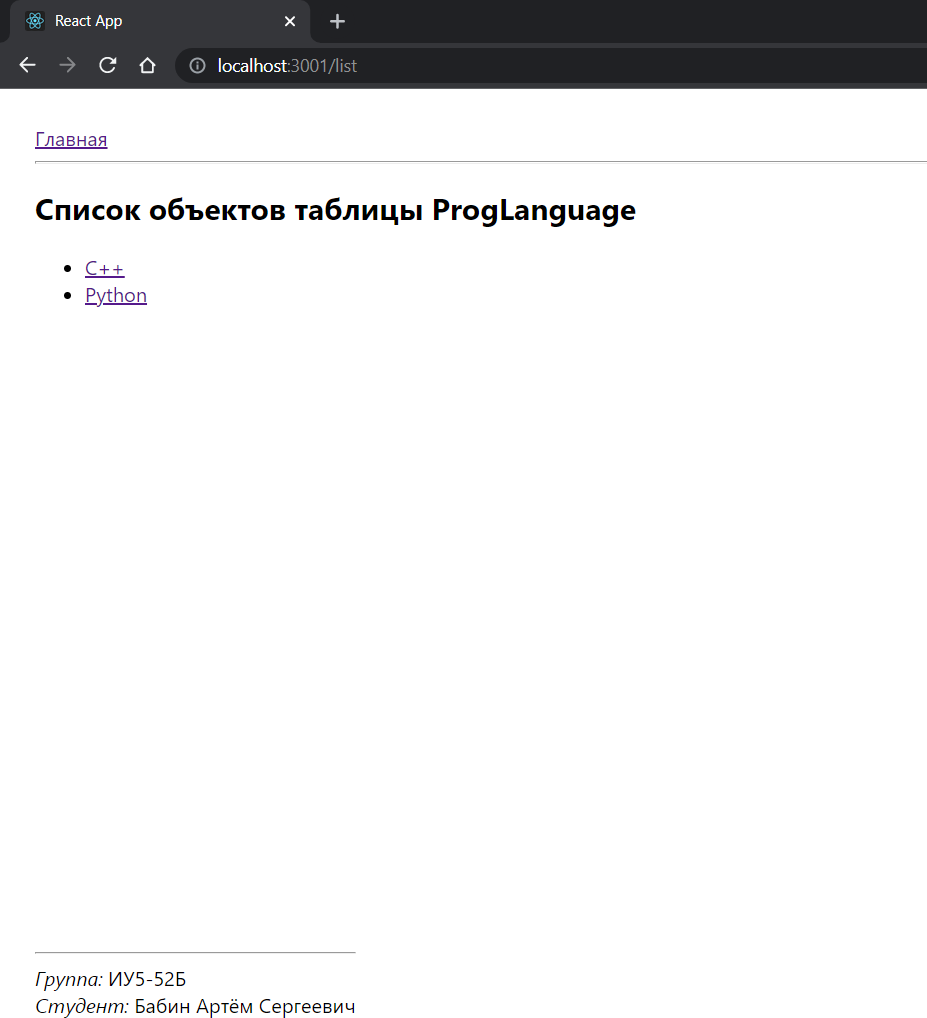 React App
localhost:3001/list
Главная
Список объектов таблицы ProgLanguage
C++
Python
Группа: ИУ5-52Б
Студент: Бабин Артём Сергеевич